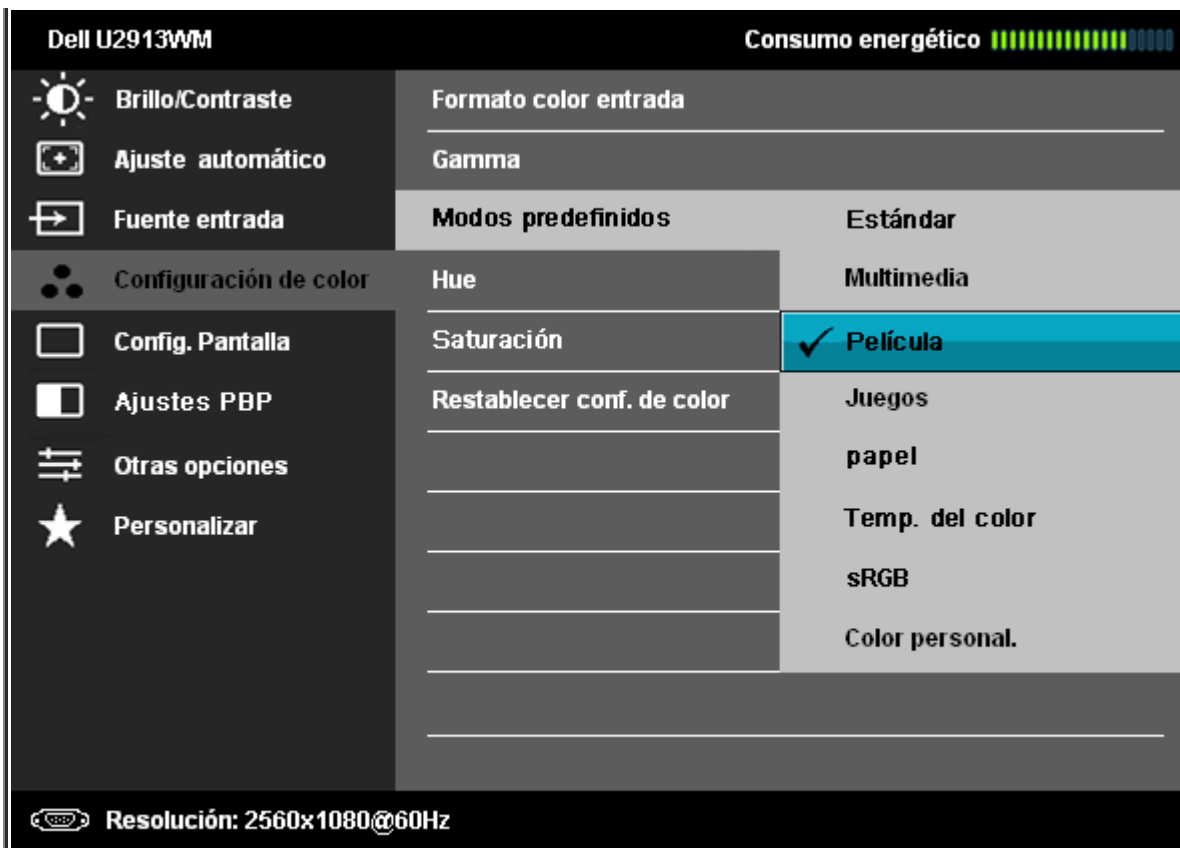 Dell U2913WM
Consumo energético
Brillo/Contraste
Ajuste automático
Fuente entrada
Configuración de color
Config. Pantalla
Ajustes PBP
Otras opciones
Personalizar
Formato color entrada
Gamma
Modos predefinidos
Hue
Saturación
Restablecer conf. de color
Estándar
Multimedia
Película
Juegos
papel
Temp. del color
sRGB
Color personal.
Resolución: 2560x1080@60Hz